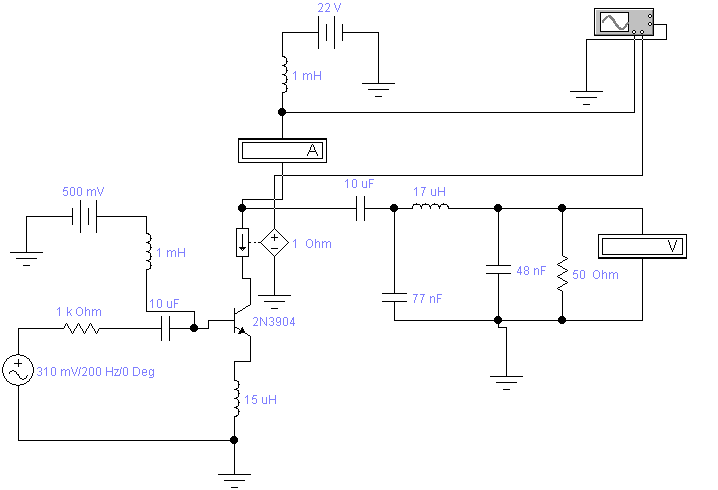 22 V
1 mH
A
500 mV
10 uF
17 uH
1 mH
1 Ohm
V
48 nF
50 Ohm
77 nF
1 k Ohm
10 uF
2N3904
310 mV/200 Hz/0 Deg
15 uH